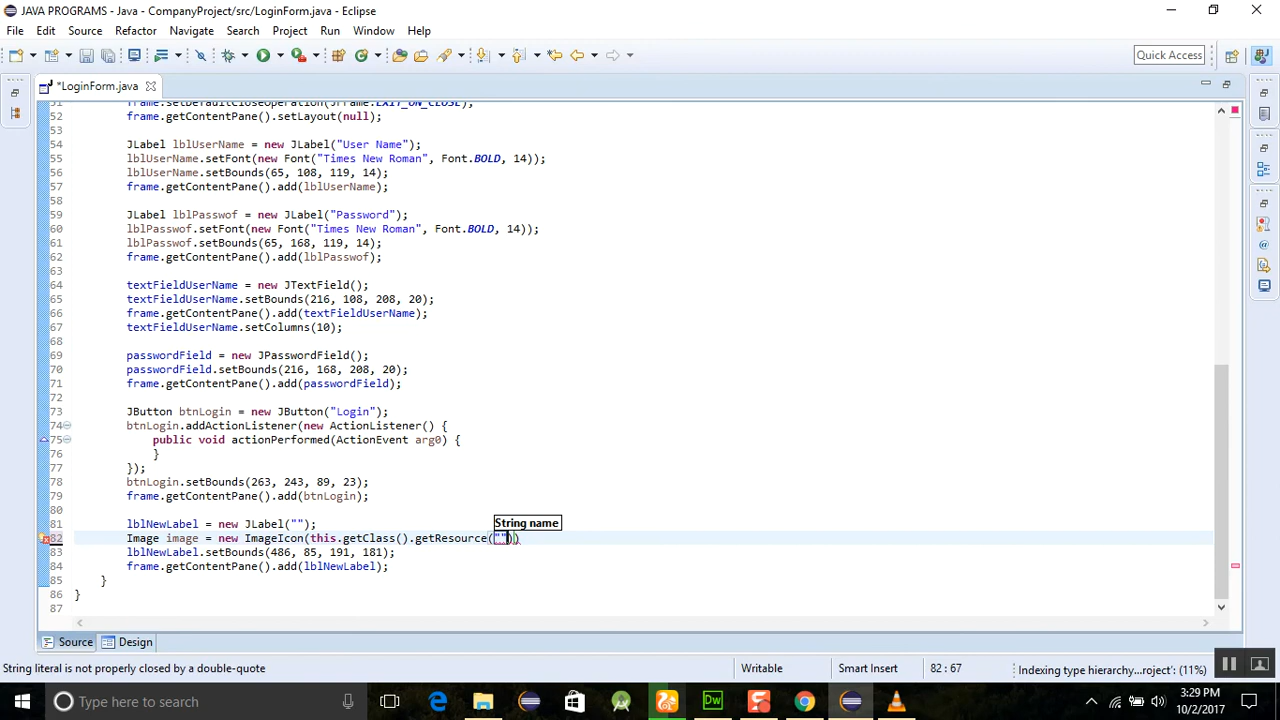 JAVA PROGRAMS - Java - CompanyProject/src/LoginForm.java - Eclipse
File Edit Source Refactor Navigate Search Project Run Window Help
Quick Access
*LoginForm.java
51 frame.setDefaultCloseOperation(JFrame.EXIT_ON_CLOSE);
52 frame.getContentPane().setLayout(null);
53
54 JLabel lblUserName = new JLabel("User Name");
55 lblUserName.setFont(new Font("Times New Roman", Font.BOLD, 14));
56 lblUserName.setBounds(65, 108, 119, 14);
57 frame.getContentPane().add(lblUserName);
58
59 JLabel lblPasswof = new JLabel("Password");
60 lblPasswof.setFont(new Font("Times New Roman", Font.BOLD, 14));
61 lblPasswof.setBounds(65, 168, 119, 14);
62 frame.getContentPane().add(lblPasswof);
63
64 textFieldUserName = new JTextField();
65 textFieldUserName.setBounds(216, 108, 208, 20);
66 frame.getContentPane().add(textFieldUserName);
67 textFieldUserName.setColumns(10);
68
69 passwordField = new JPasswordField();
70 passwordField.setBounds(216, 168, 208, 20);
71 frame.getContentPane().add(passwordField);
72
73 JButton btnLogin = new JButton("Login");
74 btnLogin.addActionListener(new ActionListener() {
75 public void actionPerformed(ActionEvent arg0) {
76 }
77 });
78 btnLogin.setBounds(263, 243, 89, 23);
79 frame.getContentPane().add(btnLogin);
80
81 lblNewLabel = new JLabel("");
String name
82 Image image = new ImageIcon(this.getClass().getResource(""))
83 lblNewLabel.setBounds(486, 85, 191, 181);
84 frame.getContentPane().add(lblNewLabel);
85 }
86 }
87
Source Design
String literal is not properly closed by a double-quote Writable Smart Insert 82 : 67 Indexing type hierarchy...roject': (11%)
Type here to search
3:29 PM
10/2/2017